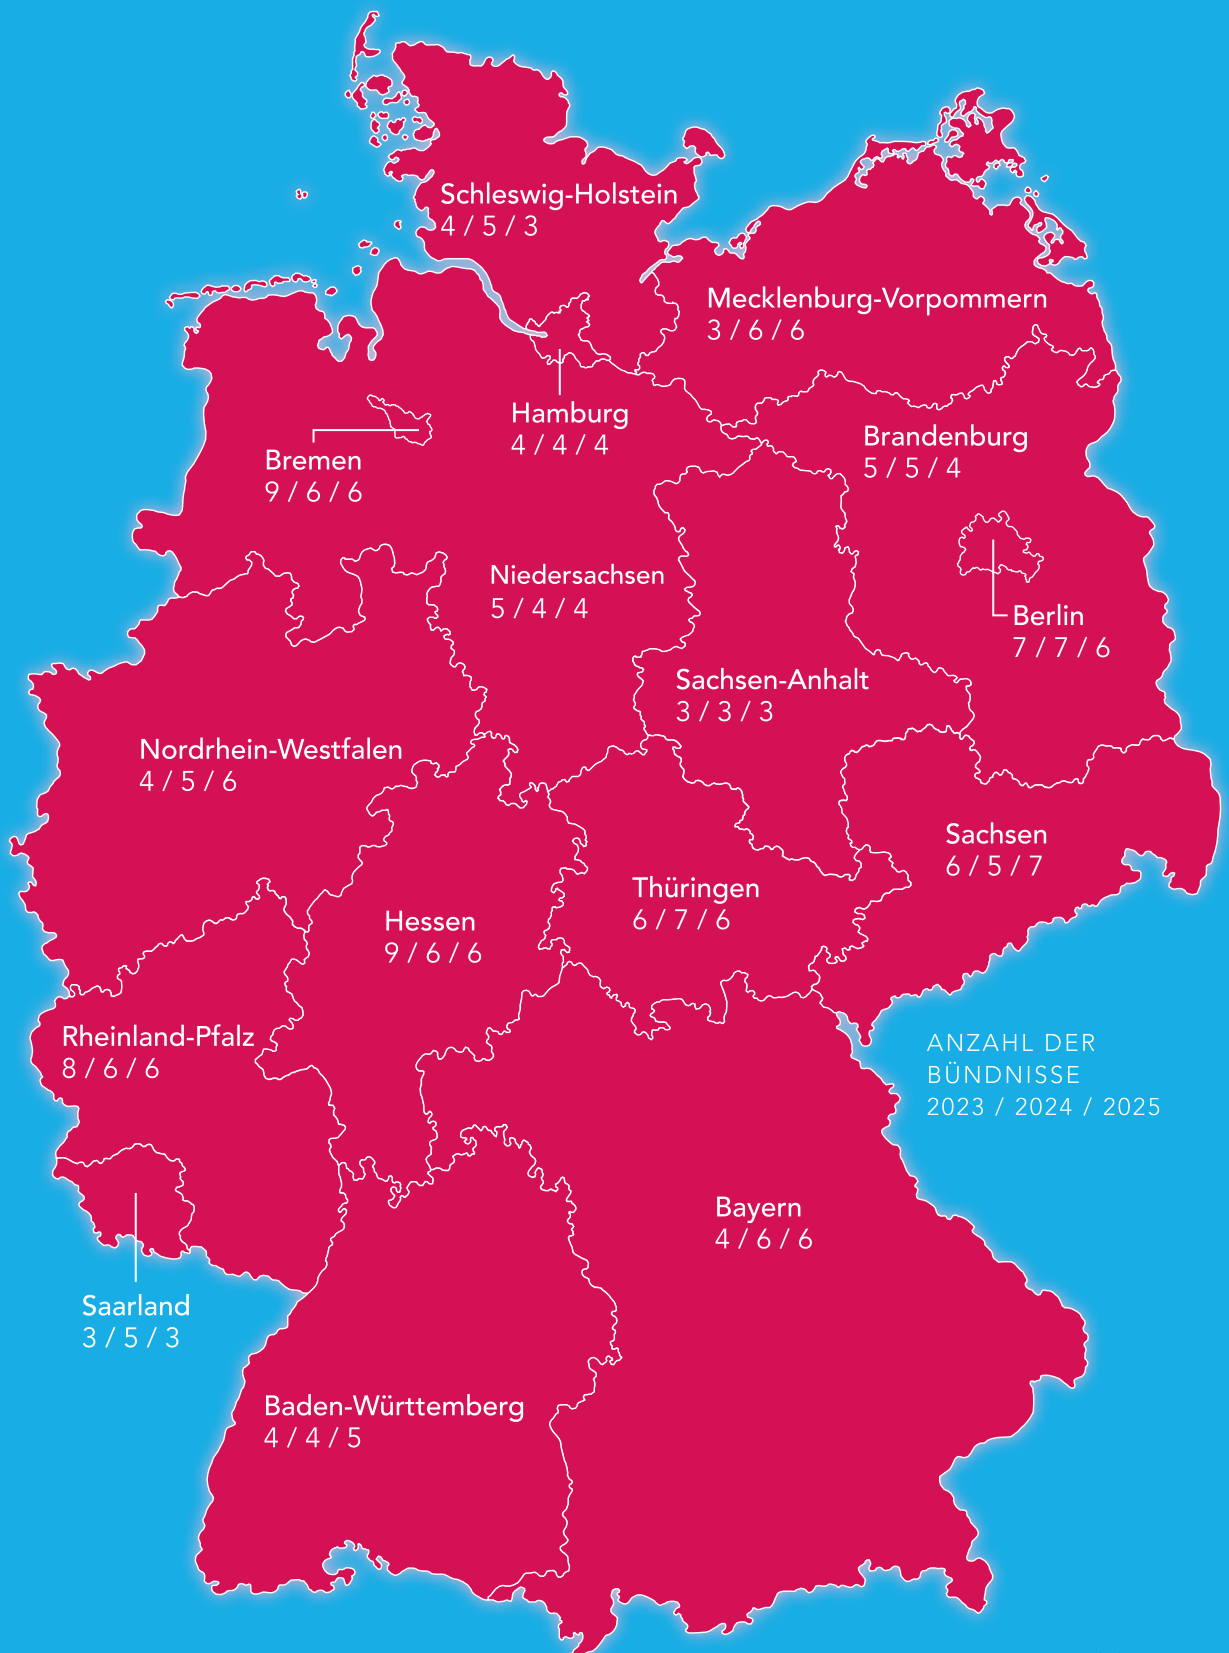 Schleswig-Holstein
4 / 5 / 3
Mecklenburg-Vorpommern
3 / 6 / 6
Hamburg
4 / 4 / 4
Brandenburg
5 / 5 / 4
Bremen
9 / 6 / 6
Niedersachsen
5 / 4 / 4
Berlin
7 / 7 / 6
Sachsen-Anhalt
3 / 3 / 3
Nordrhein-Westfalen
4 / 5 / 6
Sachsen
6 / 5 / 7
Thüringen
6 / 7 / 6
Hessen
9 / 6 / 6
Rheinland-Pfalz
8 / 6 / 6
ANZAHL DER
BÜNDNISSE
2023 / 2024 / 2025
Bayern
4 / 6 / 6
Saarland
3 / 5 / 3
Baden-Württemberg
4 / 4 / 5